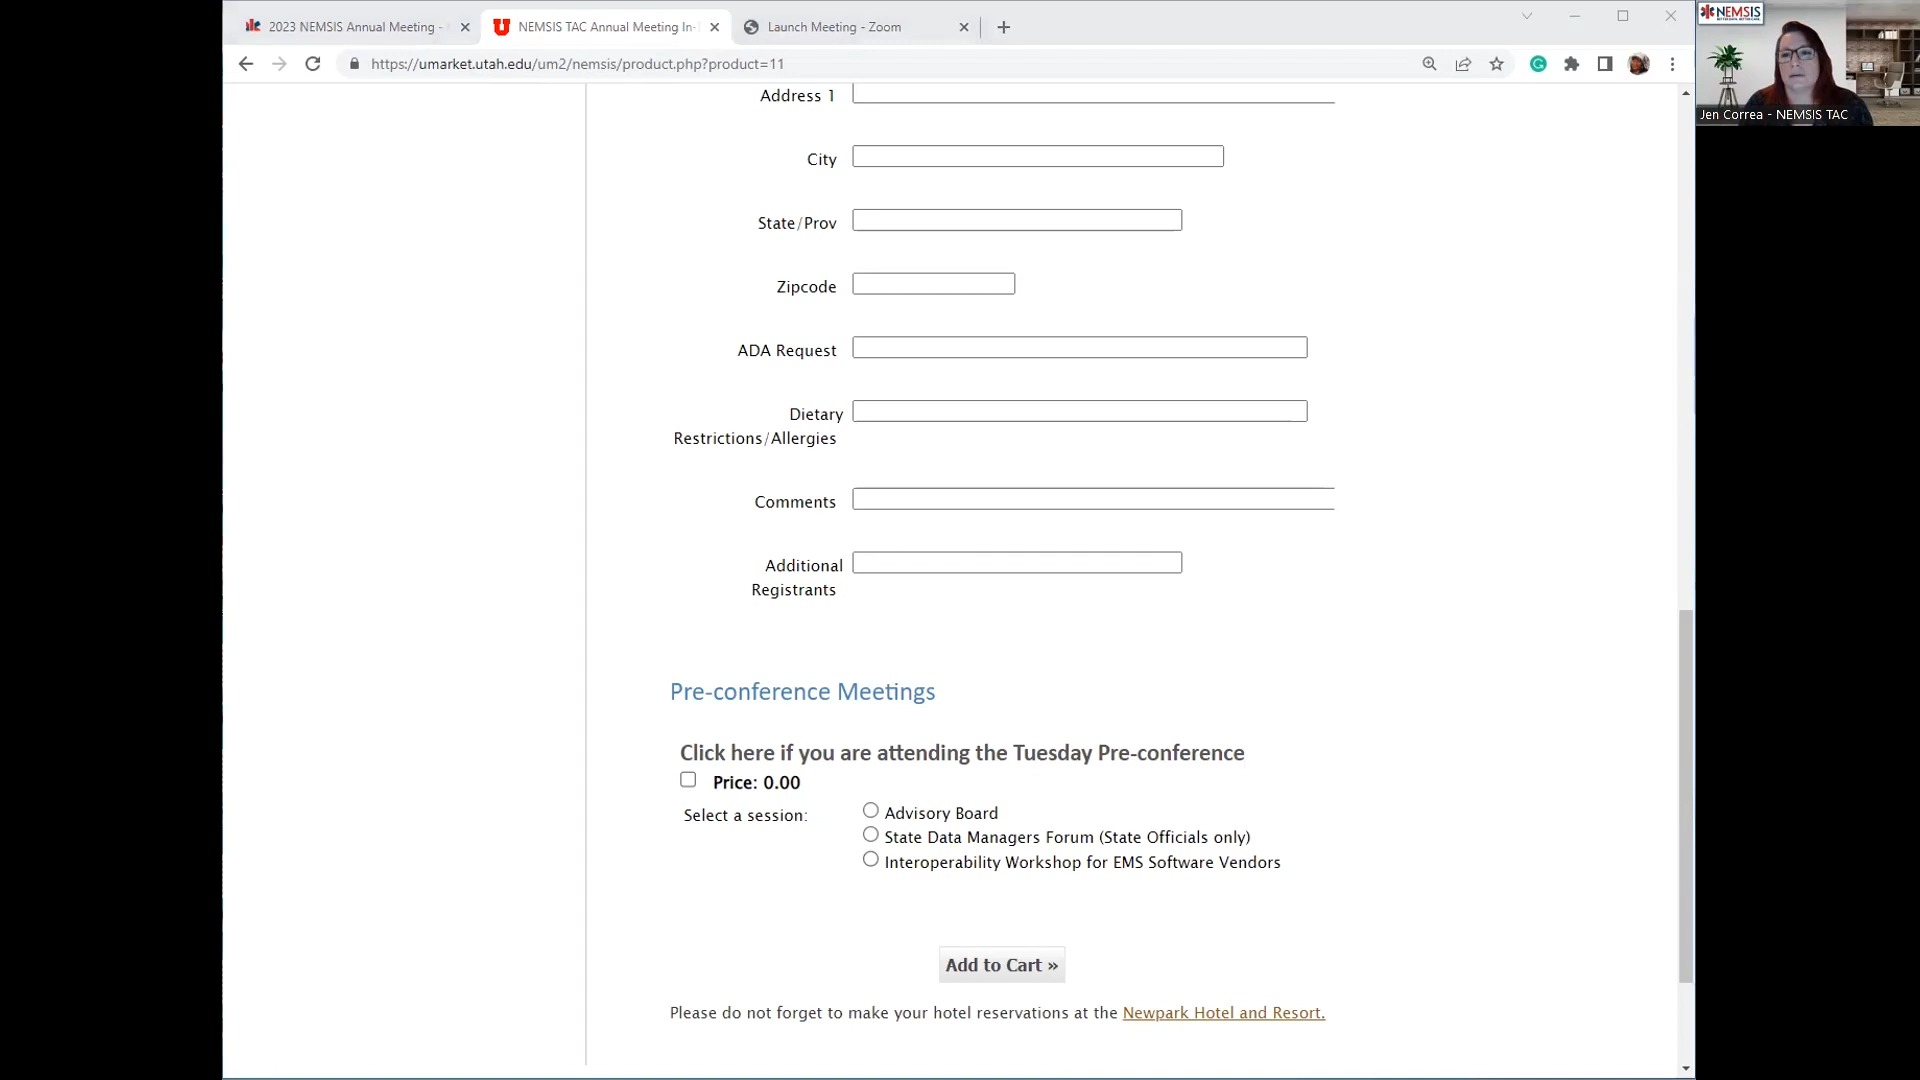 2023 NEMSIS Annual Meeting -
NEMSIS TAC Annual Meeting In-
Launch Meeting - Zoom
https://umarket.utah.edu/um2/nemsis/product.php?product=11
NEMSIS
Jen Correa - NEMSIS TAC
Address 1
City
State/Prov
Zipcode
ADA Request
Dietary
Restrictions/Allergies
Comments
Additional
Registrants
Pre-conference Meetings
Click here if you are attending the Tuesday Pre-conference
Price: 0.00
Select a session:
Advisory Board
State Data Managers Forum (State Officials only)
Interoperability Workshop for EMS Software Vendors
Add to Cart »
Please do not forget to make your hotel reservations at the Newpark Hotel and Resort.